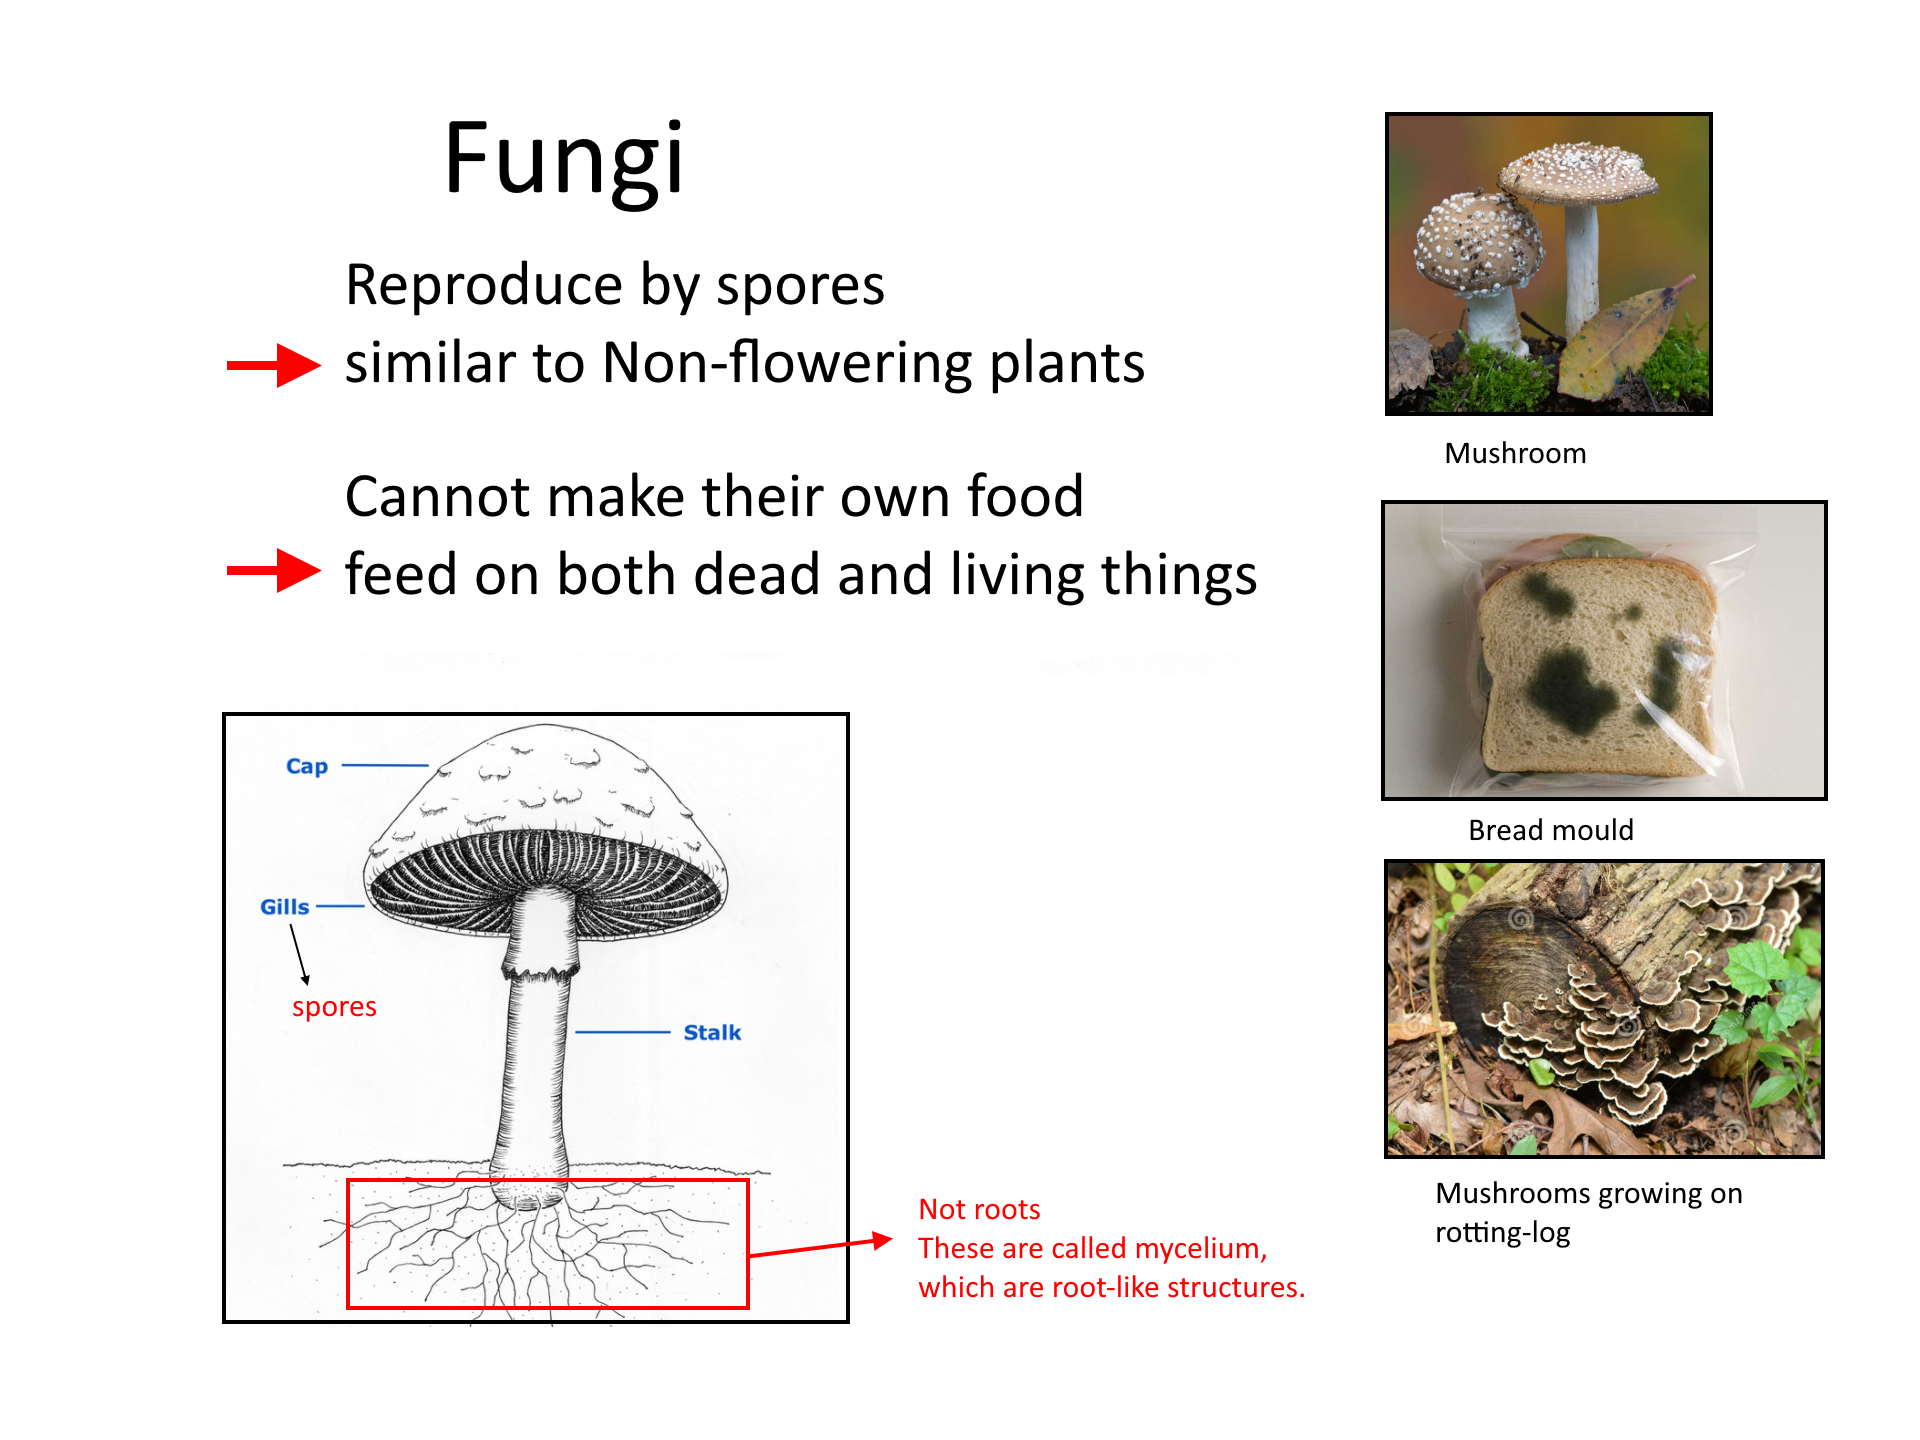 Fungi
Reproduce by spores
similar to Non-flowering plants
Cannot make their own food
feed on both dead and living things
Cap
Gills
spores
Stalk
Not roots
These are called mycelium,
which are root-like structures.
Mushroom
Bread mould
Mushrooms growing on
rotting-log